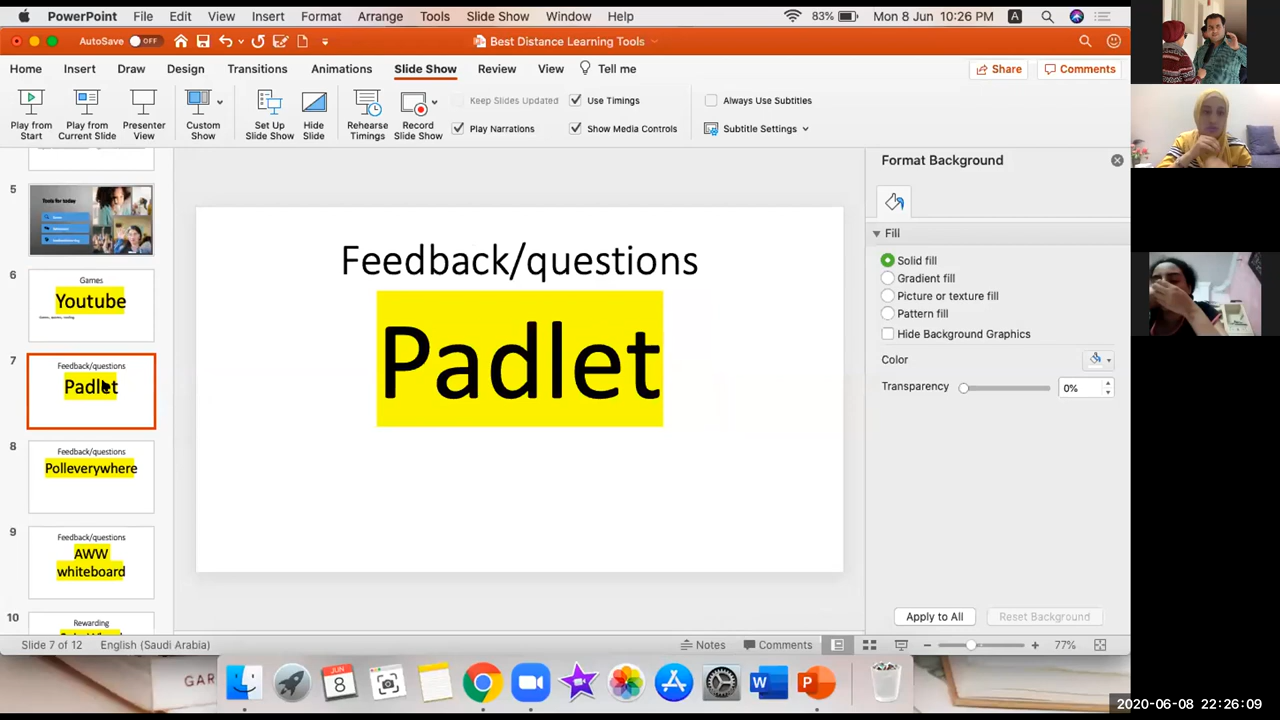 PowerPoint File Edit View Insert Format Arrange Tools Slide Show Window Help 83% Mon 8 Jun 10:26 PM A
AutoSave OFF Best Distance Learning Tools
Home Insert Draw Design Transitions Animations Slide Show Review View Tell me Share Comments
Play from Start
Play from Current Slide
Presenter View
Custom Show
Set Up Slide Show
Hide Slide
Rehearse Timings
Record Slide Show
Keep Slides Updated
Play Narrations
Use Timings
Show Media Controls
Always Use Subtitles
Subtitle Settings
5
Tools for today
6
Games
Youtube
7
Feedback/questions
Padlet
8
Feedback/questions
Polleverywhere
9
Feedback/questions
AWW
whiteboard
10
Rewarding
Feedback/questions
Padlet
Format Background
Fill
Solid fill
Gradient fill
Picture or texture fill
Pattern fill
Hide Background Graphics
Color
Transparency 0%
Apply to All Reset Background
Slide 7 of 12 English (Saudi Arabia) Notes Comments 77%
JUN
8
W P
GAR
2020-06-08 22:26:09